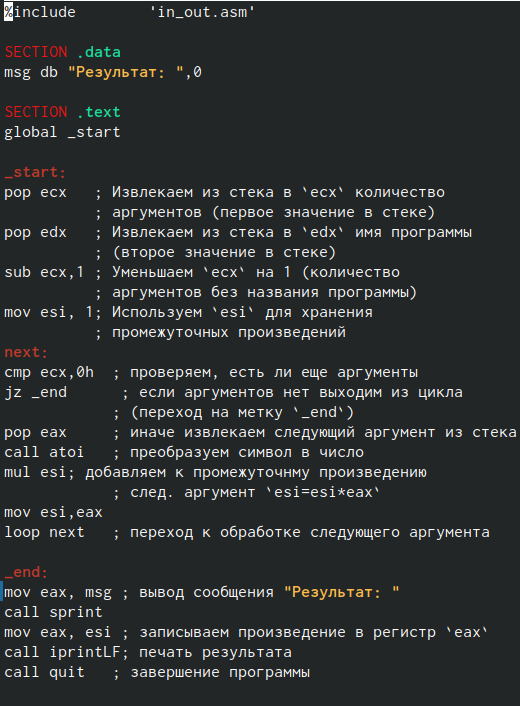 %include        'in_out.asm'
SECTION .data
msg db "Результат: ",0
SECTION .text
global _start
_start:
pop ecx   ; Извлекаем из стека в `ecx` количество
          ; аргументов (первое значение в стеке)
pop edx   ; Извлекаем из стека в `edx` имя программы
          ; (второе значение в стеке)
sub ecx,1 ; Уменьшаем `ecx` на 1 (количество
          ; аргументов без названия программы)
mov esi, 1; Используем `esi` для хранения
          ; промежуточных произведений
next:
cmp ecx,0h  ; проверяем, есть ли еще аргументы
jz _end      ; если аргументов нет выходим из цикла
            ; (переход на метку `_end`)
pop eax     ; иначе извлекаем следующий аргумент из стека
call atoi   ; преобразуем символ в число
mul esi; добавляем к промежуточнму произведению
            ; след. аргумент `esi=esi*eax`
mov esi,eax
loop next   ; переход к обработке следующего аргумента
_end:
mov eax, msg ; вывод сообщения "Результат: "
call sprint
mov eax, esi ; записываем произведение в регистр `eax`
call iprintLF; печать результата
call quit   ; завершение программы